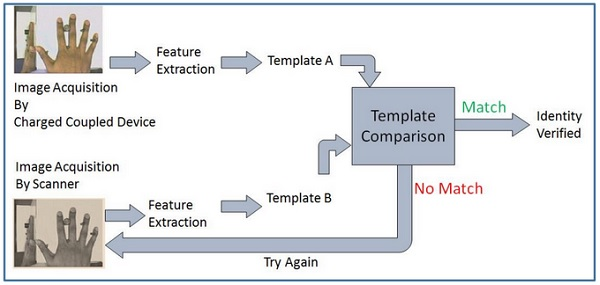 Image Acquisition
By
Charged Coupled Device
Feature
Extraction
Template A
Template
Comparison
Match
Identity
Verified
Image Acquisition
By Scanner
Feature
Extraction
Template B
No Match
Try Again